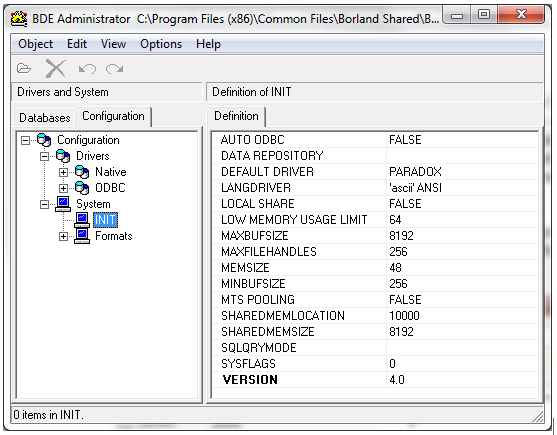 BDE Administrator C:\Program Files (x86)\Common Files\Borland Shared\B...
Object Edit View Options Help
Drivers and System
Definition of INIT
Databases Configuration
Configuration
Drivers
Native
ODBC
System
INIT
Formats
Definition
AUTO ODBC FALSE
DATA REPOSITORY
DEFAULT DRIVER PARADOX
LANGDRIVER 'ascii' ANSI
LOCAL SHARE FALSE
LOW MEMORY USAGE LIMIT 64
MAXBUFSIZE 8192
MAXFILEHANDLES 256
MEMSIZE 48
MINBUFSIZE 256
MTS POOLING FALSE
SHAREDMEMLOCATION 10000
SHAREDMEMSIZE 8192
SQLQRYMODE
SYSFLAGS 0
VERSION 4.0
0 items in INIT.